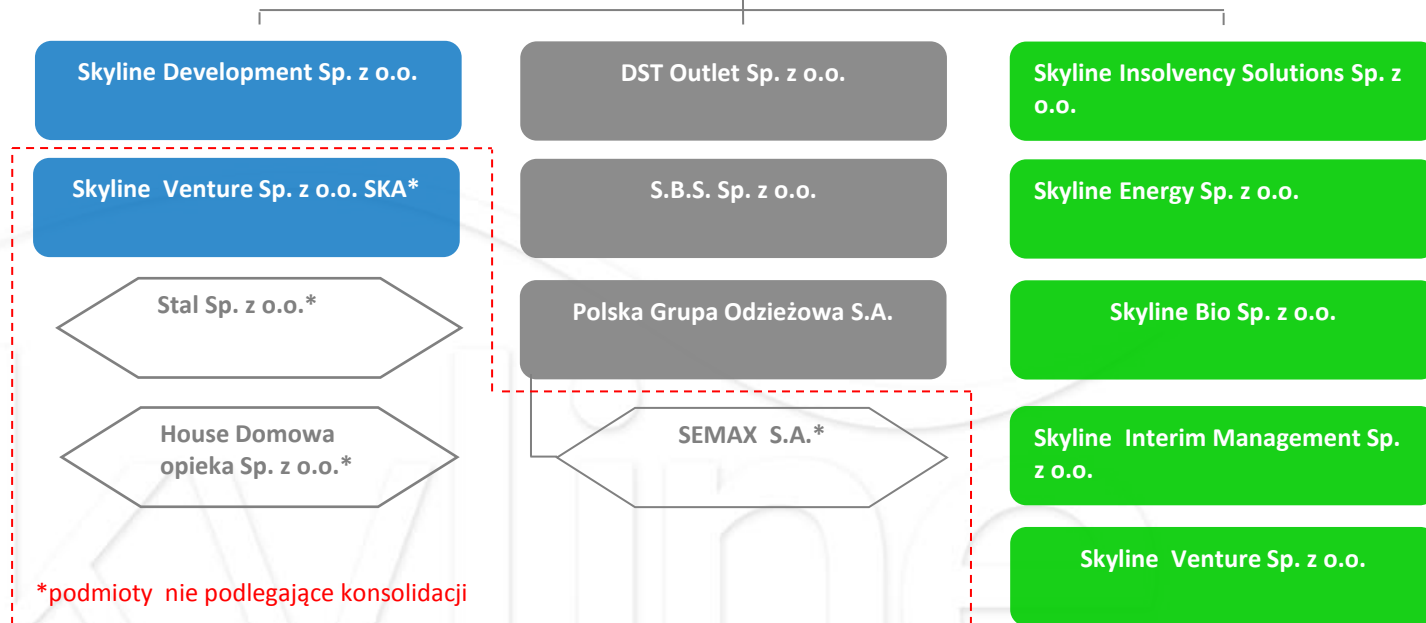 Skyline Development Sp. z o.o.
Skyline Venture Sp. z o.o. SKA*
Stal Sp. z o.o.*
House Domowa
opieka Sp. z o.o.*
*podmioty nie podlegające konsolidacji
DST Outlet Sp. z o.o.
S.B.S. Sp. z o.o.
Polska Grupa Odzieżowa S.A.
SEMAX S.A.*
Skyline Insolvency Solutions Sp. z
o.o.
Skyline Energy Sp. z o.o.
Skyline Bio Sp. z o.o.
Skyline Interim Management Sp.
z o.o.
Skyline Venture Sp. z o.o.